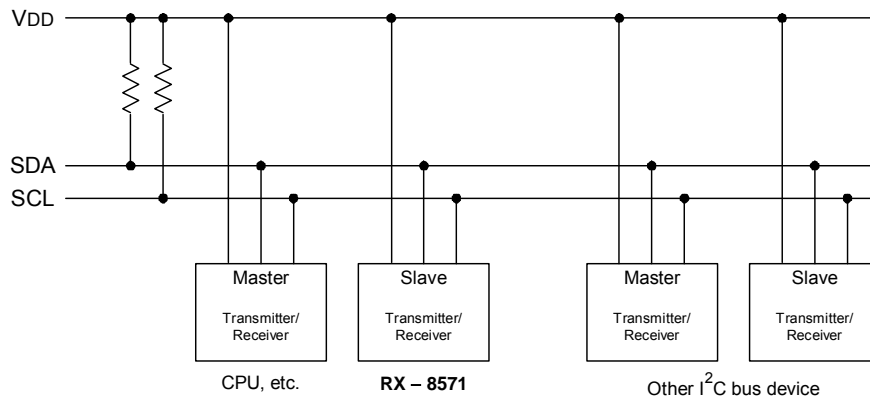 VDD
SDA
SCL
Master
Transmitter/
Receiver
Slave
Transmitter/
Receiver
Master
Transmitter/
Receiver
Slave
Transmitter/
Receiver
CPU, etc.
RX – 8571
Other I²C bus device